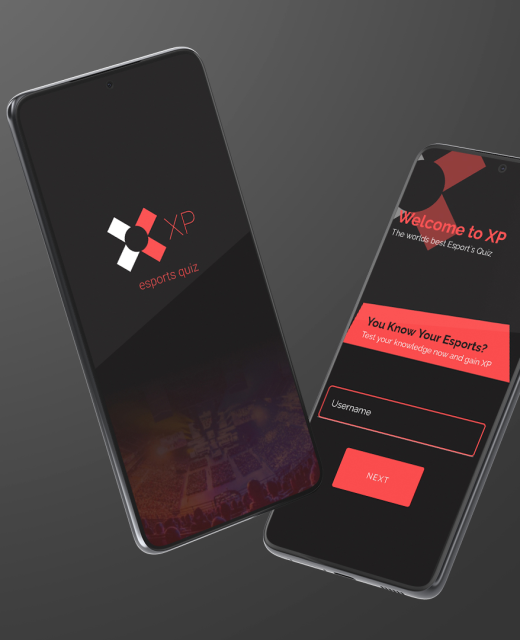 XP
esports quiz
Welcome to XP
The worlds best Esport's Quiz
You Know Your Esports?
Test your knowledge now and gain XP
Username
NEXT